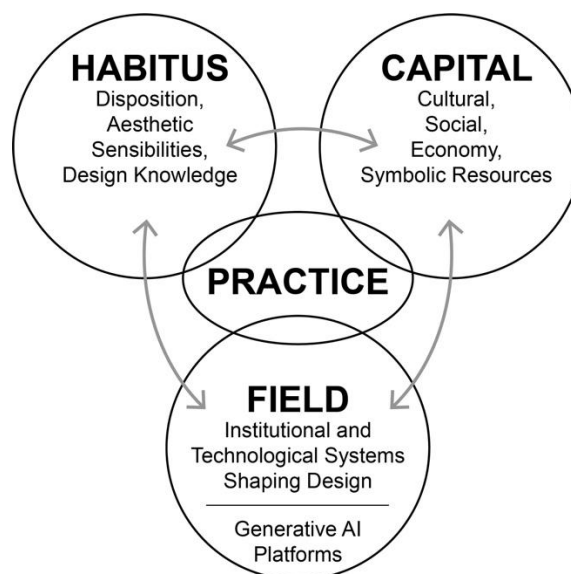 HABITUS
Disposition,
Aesthetic
Sensibilities,
Design Knowledge
CAPITAL
Cultural,
Social,
Economy,
Symbolic Resources
PRACTICE
FIELD
Institutional and
Technological Systems
Shaping Design
Generative AI
Platforms